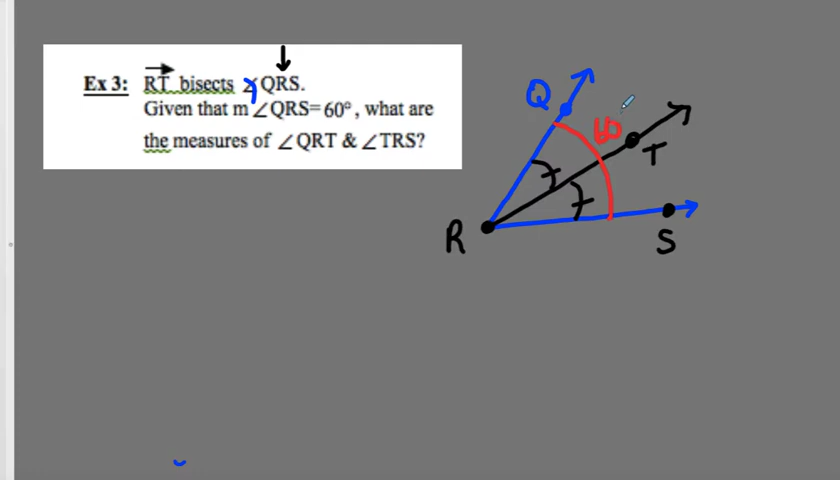 Ex 3: RT bisects ∠QRS.
Given that m∠QRS=60°, what are
the measures of ∠QRT & ∠TRS?
Q
60
T
R
S